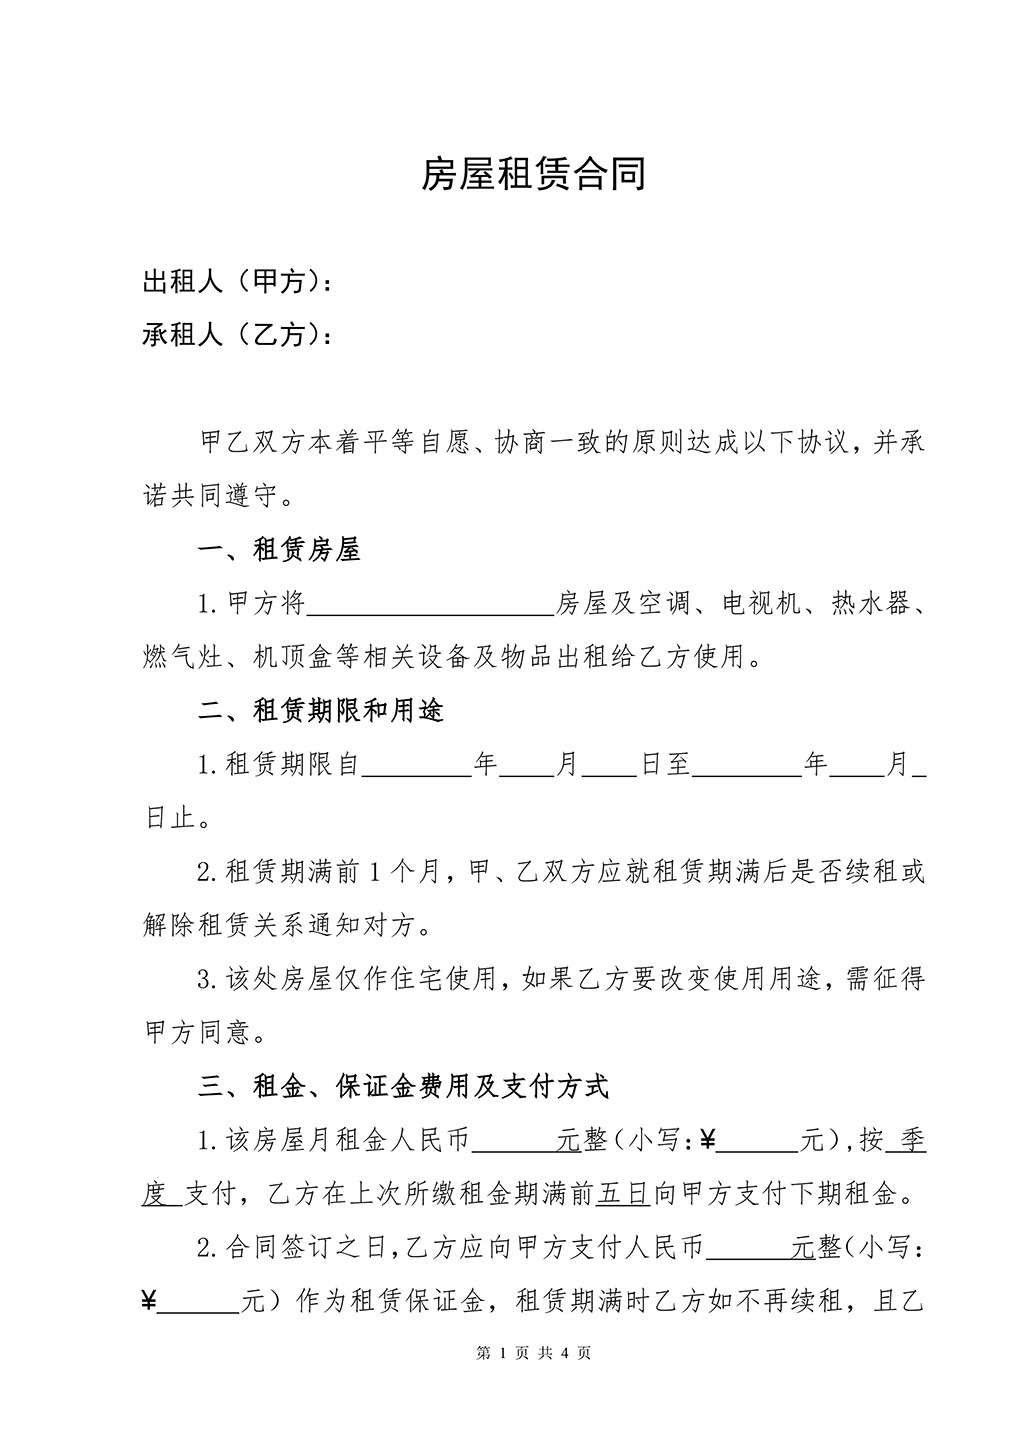 房屋租赁合同
出租人（甲方）：
承租人（乙方）：
甲乙双方本着平等自愿、协商一致的原则达成以下协议，并承
诺共同遵守。
一、租赁房屋
1.甲方将__________________房屋及空调、电视机、热水器、
燃气灶、机顶盒等相关设备及物品出租给乙方使用。
二、租赁期限和用途
1.租赁期限自________年____月____日至________年____月_
日止。
2.租赁期满前1个月，甲、乙双方应就租赁期满后是否续租或
解除租赁关系通知对方。
3.该处房屋仅作住宅使用，如果乙方要改变使用用途，需征得
甲方同意。
三、租金、保证金费用及支付方式
1.该房屋月租金人民币______元整（小写：¥______元），按 季
度 支付，乙方在上次所缴租金期满前五日向甲方支付下期租金。
2.合同签订之日，乙方应向甲方支付人民币______元整（小写：
¥______元）作为租赁保证金，租赁期满时乙方如不再续租，且乙
第 1 页 共 4 页